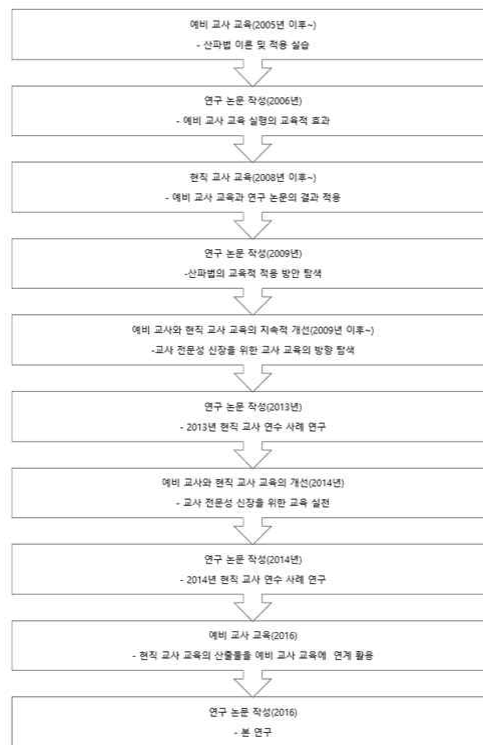 예비 교사 교육(2005년 이후~)
- 산파법 이론 및 적용 실습
연구 논문 작성(2006년)
- 예비 교사 교육 실행의 교육적 효과
현직 교사 교육(2008년 이후~)
- 예비 교사 교육과 연구 논문의 결과 적용
연구 논문 작성(2009년)
-산파법의 교육적 적용 방안 탐색
예비 교사와 현직 교사 교육의 지속적 개선(2009년 이후~)
-교사 전문성 신장을 위한 교사 교육의 방향 탐색
연구 논문 작성(2013년)
- 2013년 현직 교사 연수 사례 연구
예비 교사와 현직 교사 교육의 개선(2014년)
- 교사 전문성 신장을 위한 교육 실천
연구 논문 작성(2014년)
- 2014년 현직 교사 연수 사례 연구
예비 교사 교육(2016)
- 현직 교사 교육의 산출물을 예비 교사 교육에 연계 활용
연구 논문 작성(2016)
- 본 연구